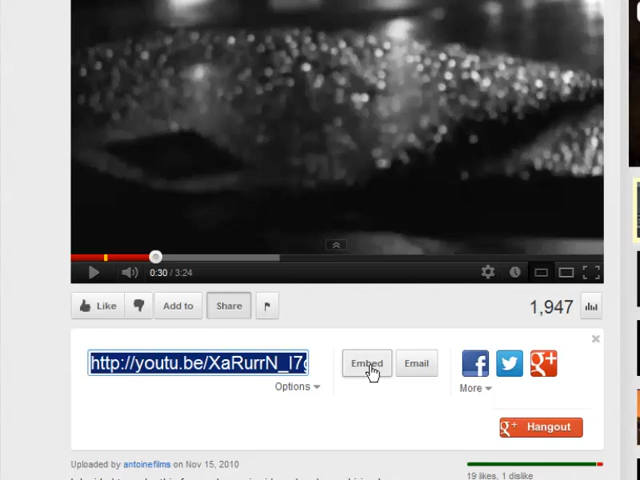 0:30 / 3:24
Like
Add to
Share
1,947
http://youtu.be/XaRurrN_I7
Embed
Email
Options
More
Hangout
Uploaded by antoinefilms on Nov 15, 2010
19 likes, 1 dislike